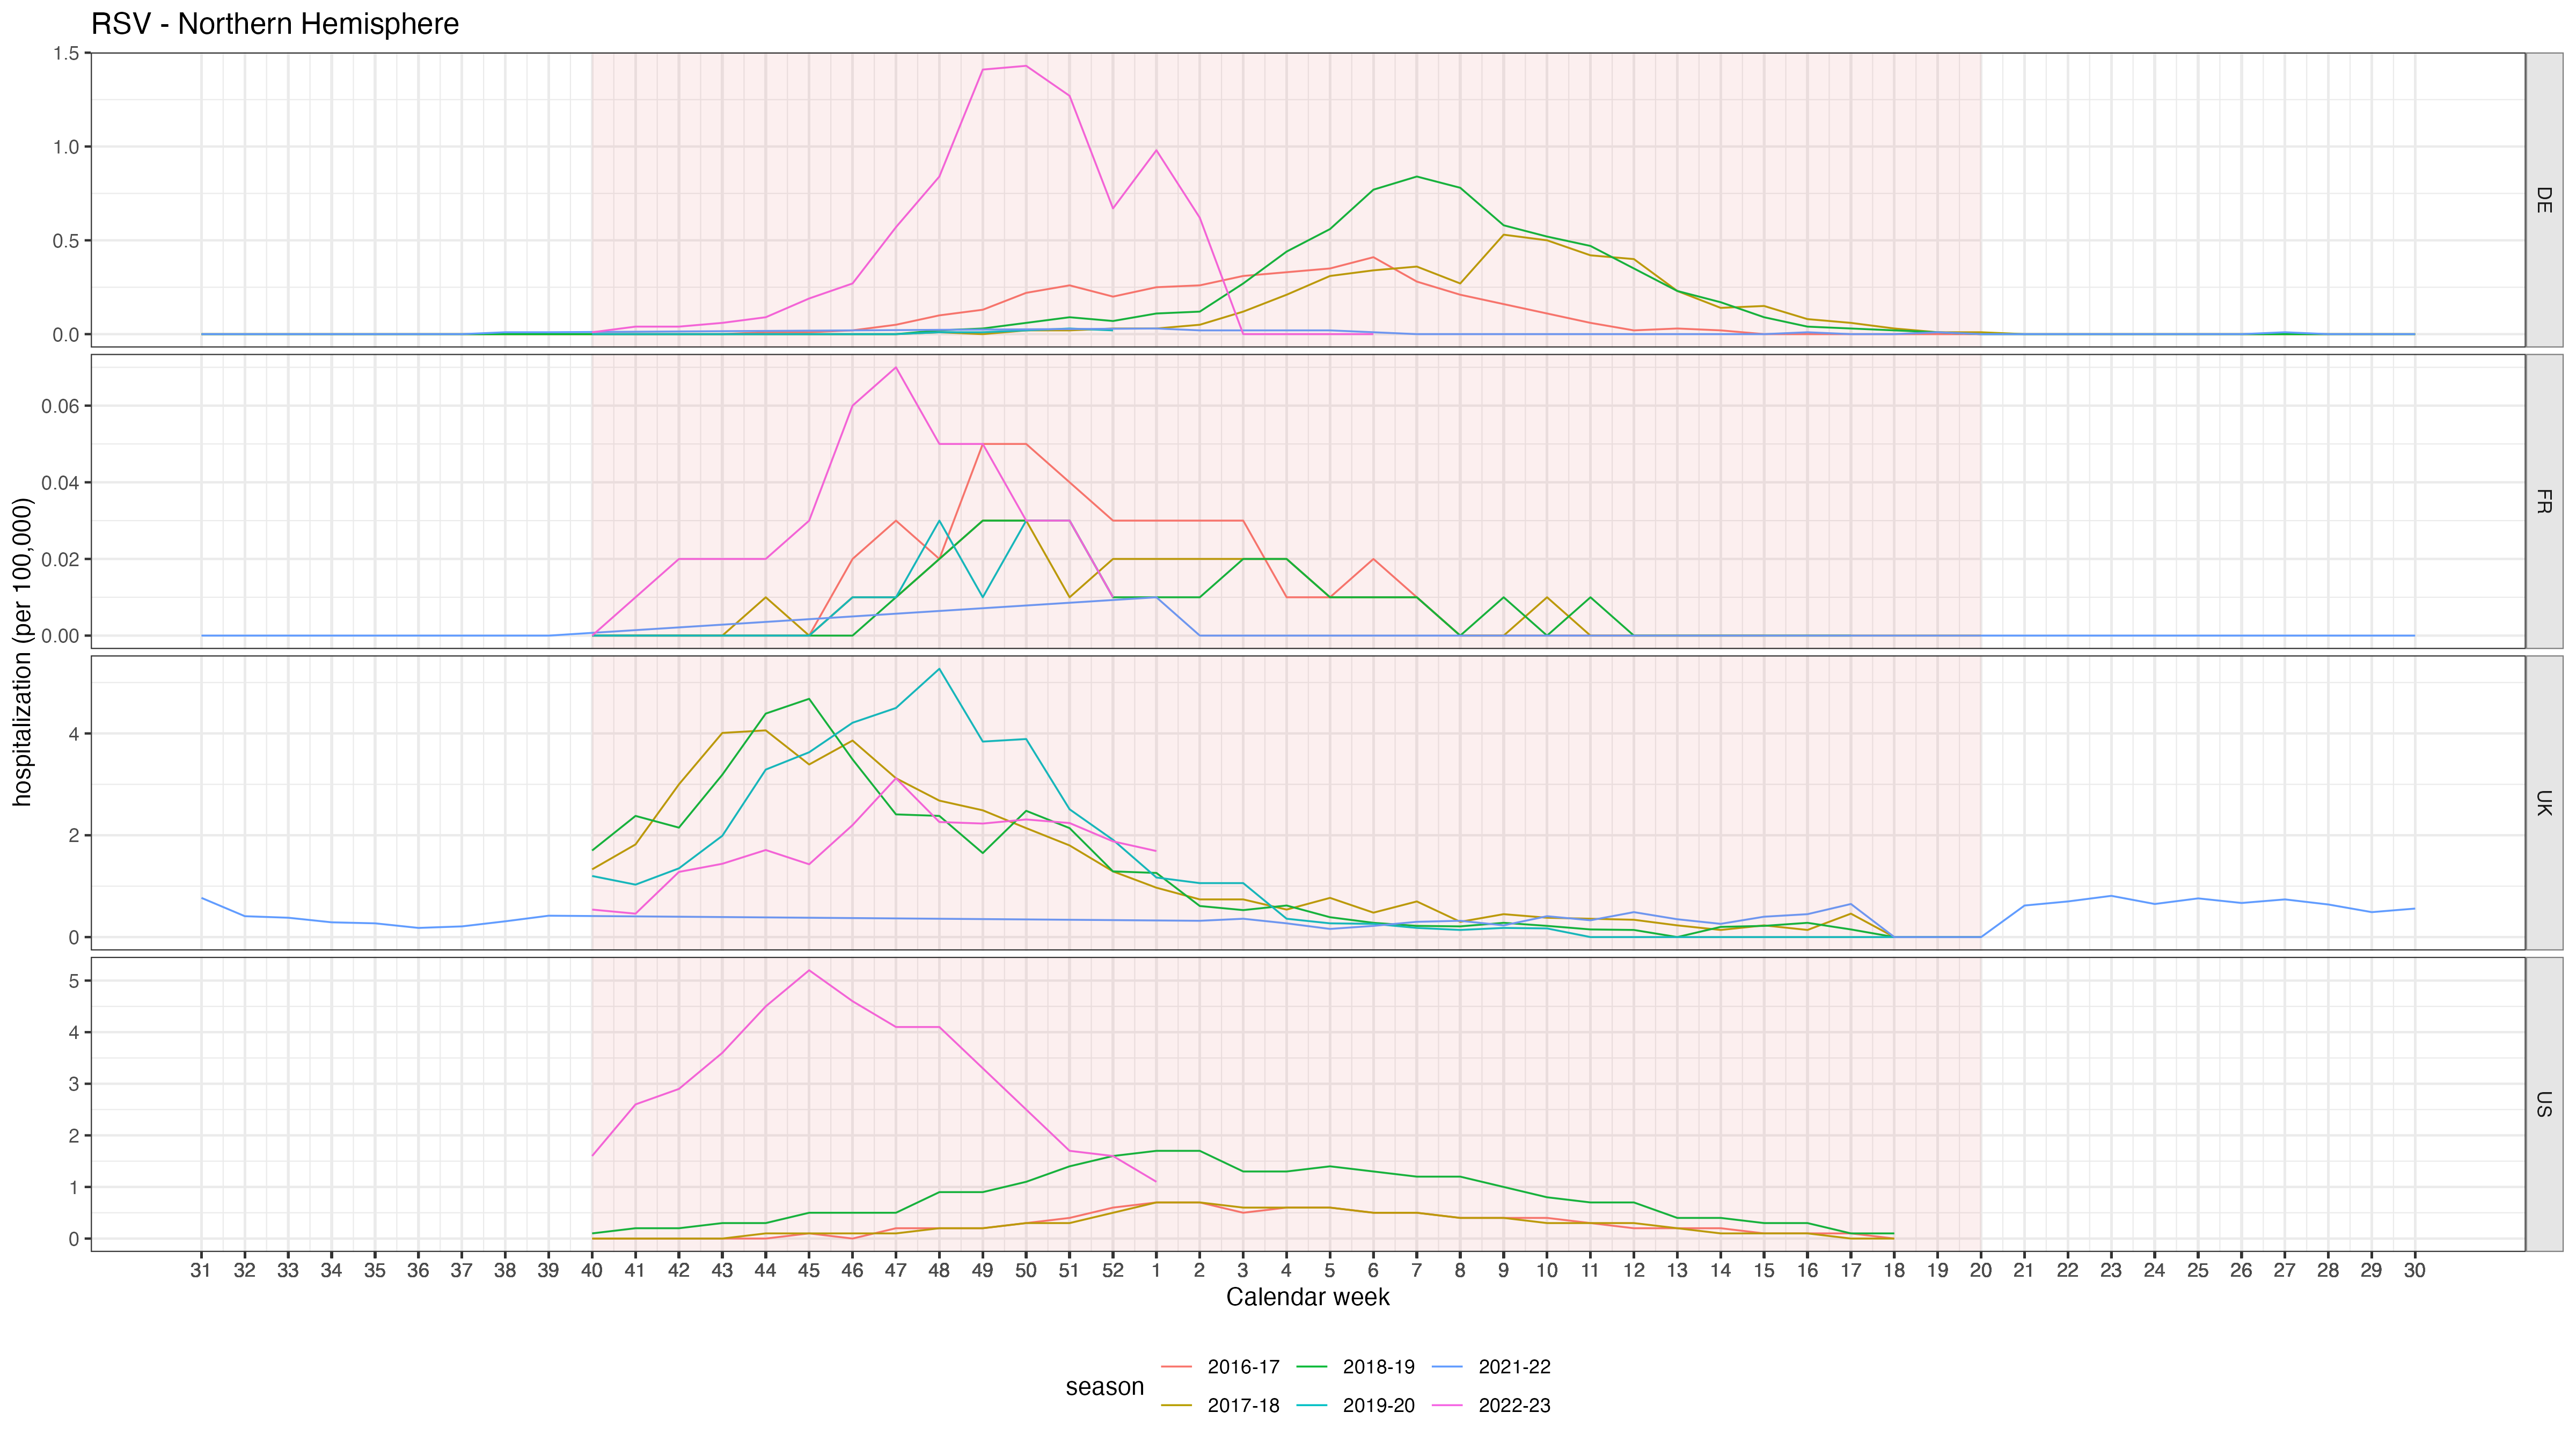 RSV - Northern Hemisphere
hospitalization (per 100,000)
1.5
1.0
0.5
0.0
DE
0.06
0.04
0.02
0.00
FR
4
2
0
UK
5
4
3
2
1
0
US
31 32 33 34 35 36 37 38 39 40 41 42 43 44 45 46 47 48 49 50 51 52 1 2 3 4 5 6 7 8 9 10 11 12 13 14 15 16 17 18 19 20 21 22 23 24 25 26 27 28 29 30
Calendar week
season
2016-17 2018-19 2021-22
2017-18 2019-20 2022-23